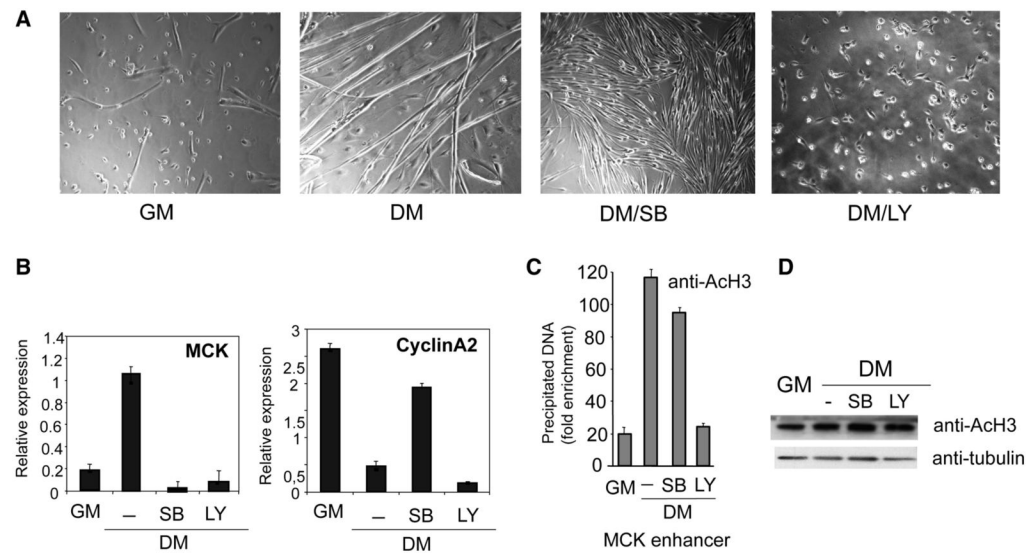 A
GM
DM
DM/SB
DM/LY
B
1.4
1.2
1
0.8
0.6
0.4
0.2
0
Relative expression
MCK
GM
–
SB
LY
DM
3
2.5
2
1.5
1
0,5
0,5
Relative expression
CyclinA2
GM
–
SB
LY
DM
C
anti-AcH3
120
100
80
60
40
20
0
Precipitated DNA
(fold enrichment)
GM
–
SB
LY
DM
MCK enhancer
D
GM
DM
- SB LY
anti-AcH3
anti-tubulin